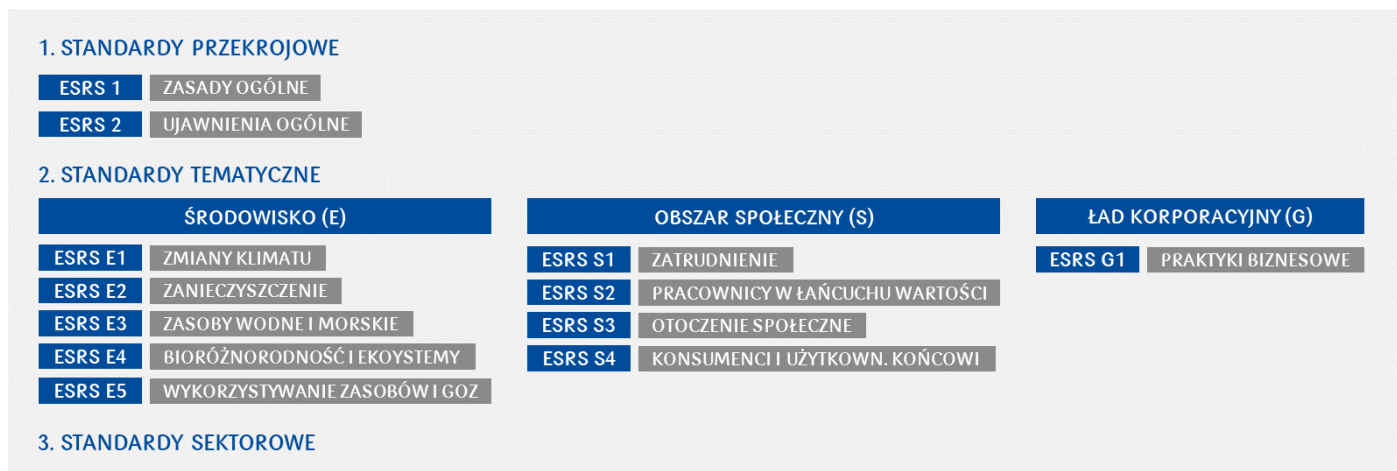 1. STANDARDY PRZEKROJOWE
ESRS 1 ZASADY OGÓLNE
ESRS 2 UJAWNIENIA OGÓLNE
2. STANDARDY TEMATYCZNE
ŚRODOWISKO (E)
ESRS E1 ZMIANY KLIMATU
ESRS E2 ZANIECZYSZCZENIE
ESRS E3 ZASOBY WODNE I MORSKIE
ESRS E4 BIORÓŻNORODNOŚĆ I EKOYSTEMY
ESRS E5 WYKORZYSTYWANIE ZASOBÓW I GOZ
OBSZAR SPOŁECZNY (S)
ESRS S1 ZATRUDNIENIE
ESRS S2 PRACOWNICY W ŁAŃCUCHU WARTOŚCI
ESRS S3 OTOCZENIE SPOŁECZNE
ESRS S4 KONSUMENCI I UŻYTKOWN. KOŃCOWI
ŁAD KORPORACYJNY (G)
ESRS G1 PRAKTYKI BIZNESOWE
3. STANDARDY SEKTOROWE